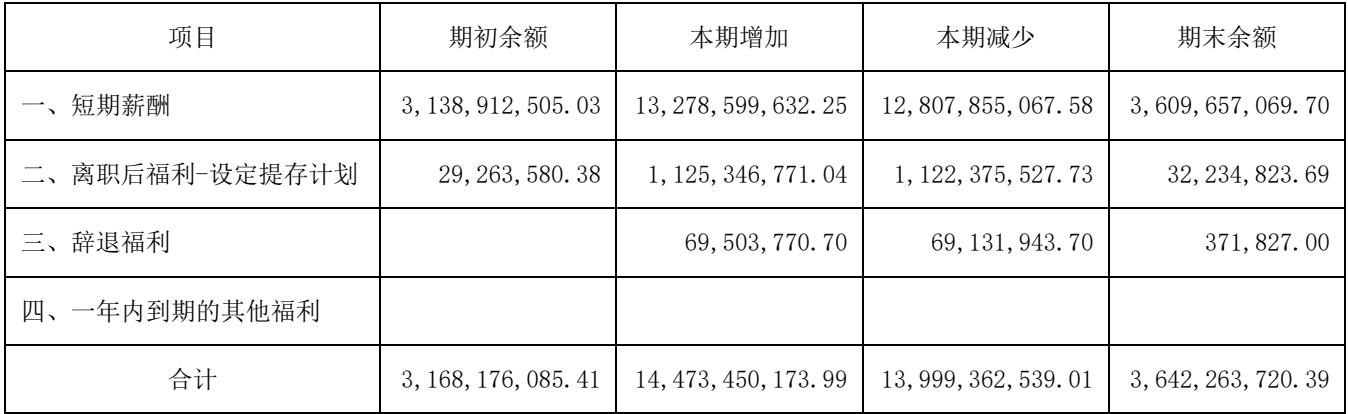 项目 期初余额 本期增加 本期减少 期末余额
一、短期薪酬 3,138,912,505.03 13,278,599,632.25 12,807,855,067.58 3,609,657,069.70
二、离职后福利-设定提存计划 29,263,580.38 1,125,346,771.04 1,122,375,527.73 32,234,823.69
三、辞退福利 69,503,770.70 69,131,943.70 371,827.00
四、一年内到期的其他福利
合计 3,168,176,085.41 14,473,450,173.99 13,999,362,539.01 3,642,263,720.39